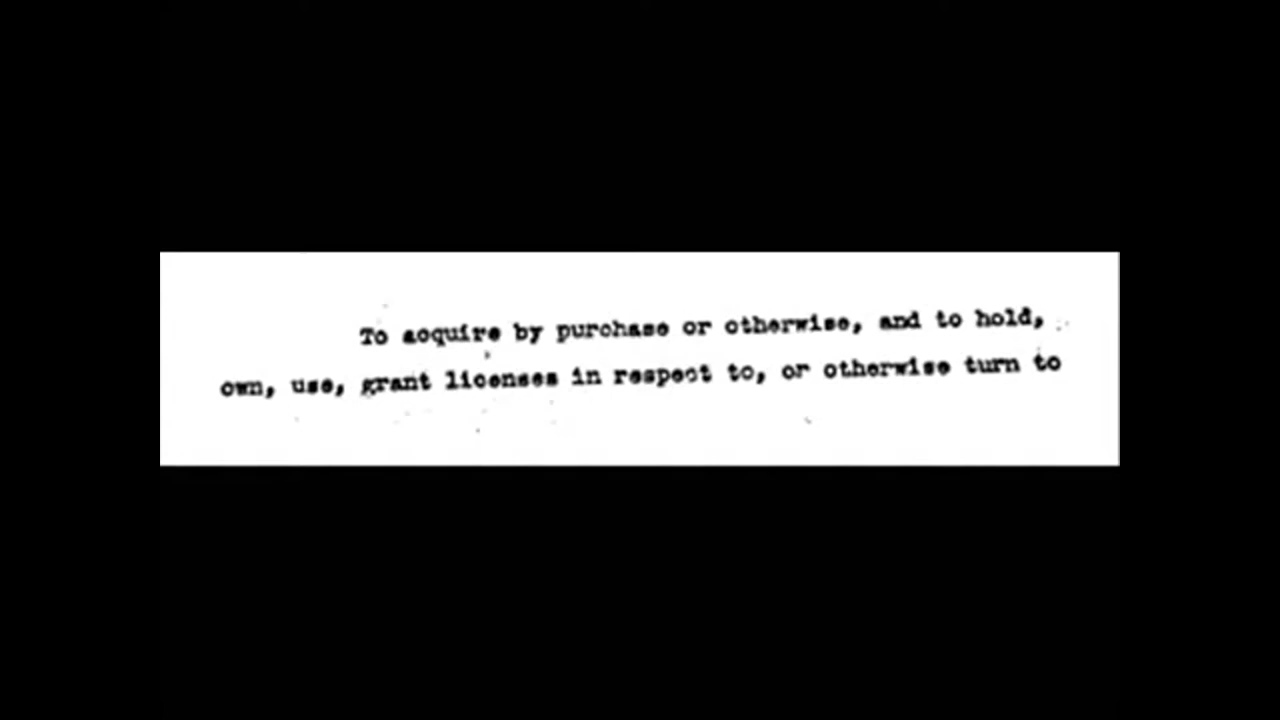 To acquire by purchase or otherwise, and to hold,
own, use, grant licenses in respect to, or otherwise turn to